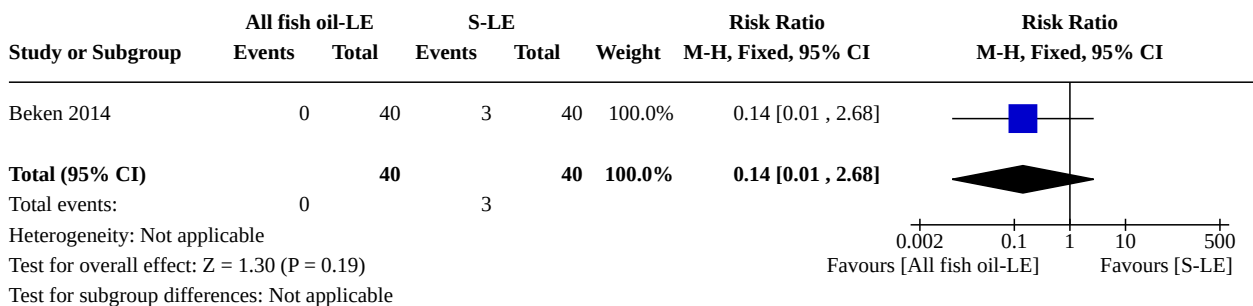 All fish oil-LE S-LE Risk Ratio Risk Ratio
Study or Subgroup Events Total Events Total Weight M-H, Fixed, 95% CI M-H, Fixed, 95% CI
Beken 2014 0 40 3 40 100.0% 0.14 [0.01 , 2.68]
Total (95% CI) 40 40 100.0% 0.14 [0.01 , 2.68]
Total events: 0 3
Heterogeneity: Not applicable 0.002 0.1 1 10 500
Test for overall effect: Z = 1.30 (P = 0.19) Favours [All fish oil-LE] Favours [S-LE]
Test for subgroup differences: Not applicable